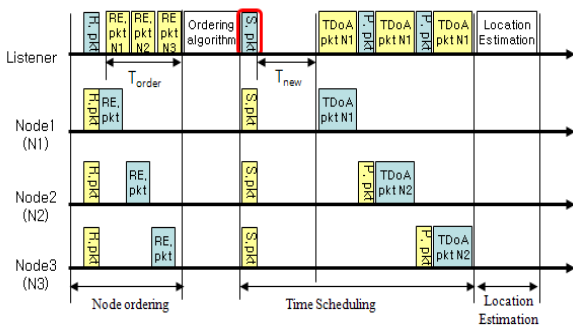 H. pkt
RE, pkt N1
RE, pkt N2
RE pkt N3
Ordering algorithm
S. pkt
TDoA pkt N1
P. pkt
TDoA pkt N1
P. pkt
TDoA pkt N1
Location Estimation
Listener
Torder
Tnew
H. pkt
RE, pkt
S. pkt
TDoA pkt N1
Node1
(N1)
H. pkt
RE, pkt
S. pkt
P. pkt
TDoA pkt N2
Node2
(N2)
H. pkt
RE, pkt
S. pkt
P. pkt
TDoA pkt N2
Node3
(N3)
Node ordering
Time Scheduling
Location
Estimation